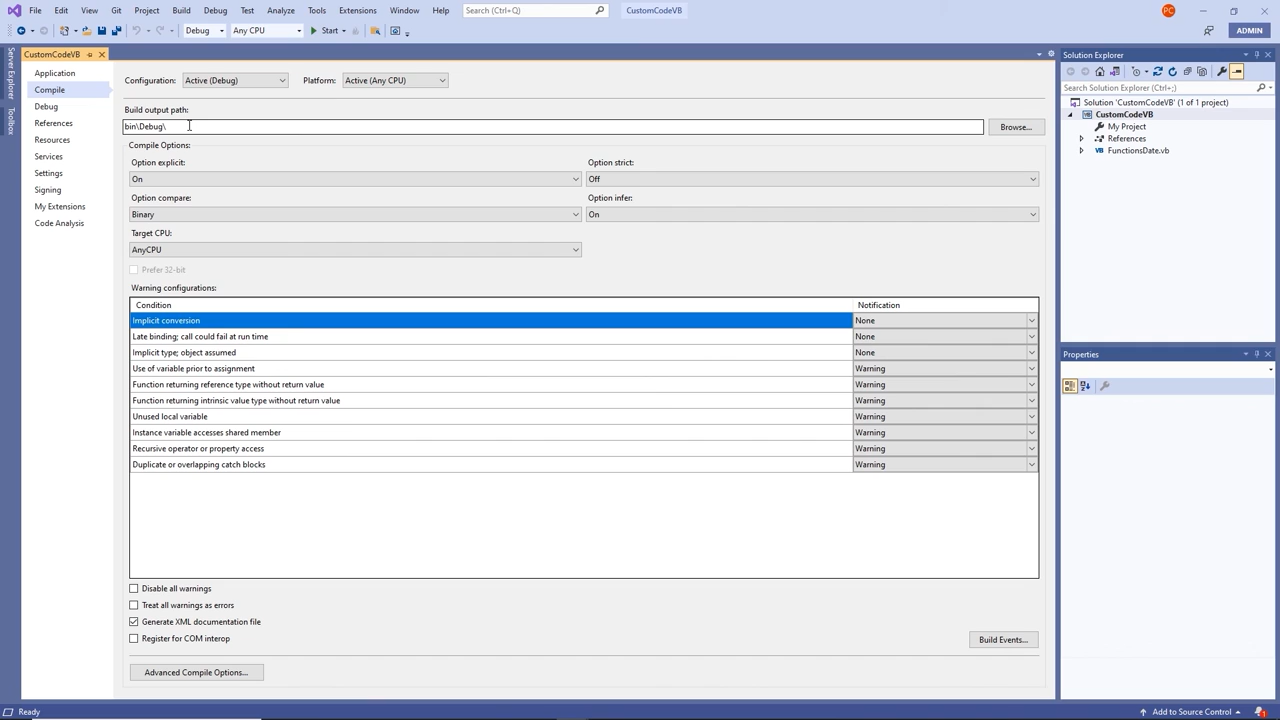 File Edit View Git Project Build Debug Test Analyze Tools Extensions Window Help Search (Ctrl+Q) CustomCodeVB PC
Debug Any CPU Start ADMIN
Server Explorer
Toolbox
CustomCodeVB
Application
Compile
Debug
References
Resources
Services
Settings
Signing
My Extensions
Code Analysis
Configuration: Active (Debug) Platform: Active (Any CPU)
Build output path:
bin\Debug\ Browse...
Compile Options:
Option explicit: Option strict:
On Off
Option compare: Option infer:
Binary On
Target CPU:
AnyCPU
Prefer 32-bit
Warning configurations:
Condition Notification
Implicit conversion None
Late binding; call could fail at run time None
Implicit type; object assumed None
Use of variable prior to assignment Warning
Function returning reference type without return value Warning
Function returning intrinsic value type without return value Warning
Unused local variable Warning
Instance variable accesses shared member Warning
Recursive operator or property access Warning
Duplicate or overlapping catch blocks Warning
Disable all warnings
Treat all warnings as errors
Generate XML documentation file
Register for COM interop
Build Events...
Advanced Compile Options...
Solution Explorer
Search Solution Explorer (Ctrl+;)
Solution 'CustomCodeVB' (1 of 1 project)
VB CustomCodeVB
My Project
References
VB FunctionsDate.vb
Properties
Ready Add to Source Control 1